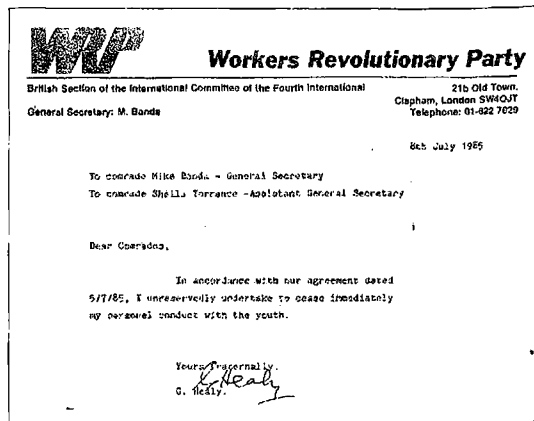 WRP
Workers Revolutionary Party
British Section of the International Committee of the Fourth International
General Secretary: M. Banda
21b Old Town,
Clapham, London SW4OJT
Telephone: 01-622 7029
8th July 1985
To comrade Mike Banda - General Secretary
To comrade Sheila Torrance -Assistant General Secretary
Dear Comrades,
In accordance with our agreement dated
5/7/85, I unreservedly undertake to cease immediately
my personal conduct with the youth.
Yours Fraternally.
G Healy
G. Healy.